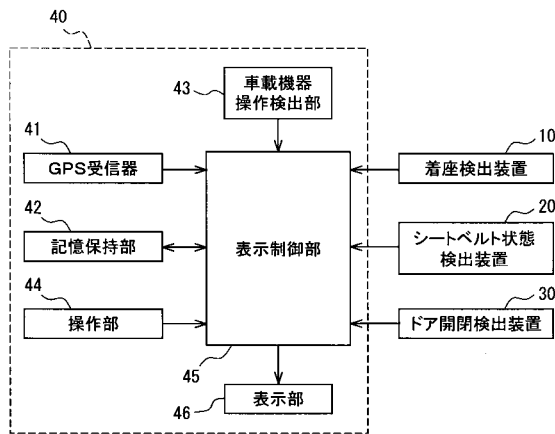 40
43
車載機器
操作検出部
41
GPS受信器
42
記憶保持部
44
操作部
表示制御部
45
表示部
46
10
着座検出装置
20
シートベルト状態
検出装置
30
ドア開閉検出装置